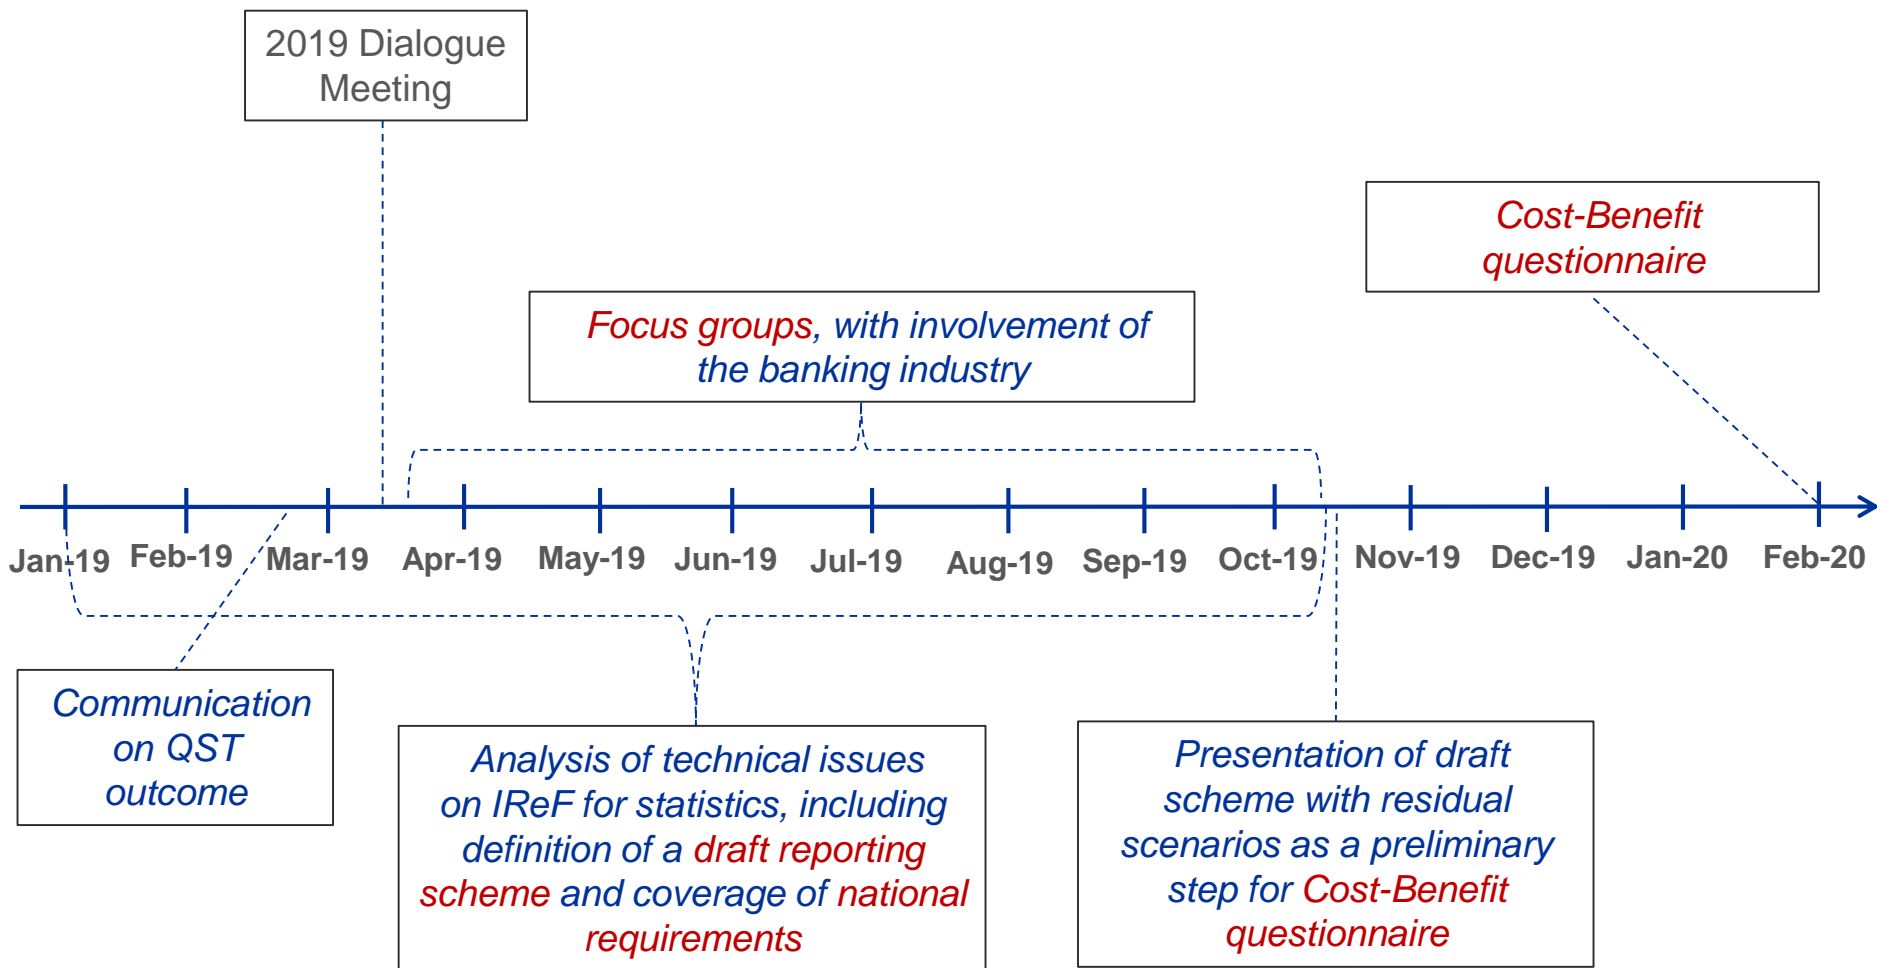 2019 Dialogue
Meeting
Cost-Benefit
questionnaire
Focus groups, with involvement of
the banking industry
Jan-19 Feb-19 Mar-19 Apr-19 May-19 Jun-19 Jul-19 Aug-19 Sep-19 Oct-19 Nov-19 Dec-19 Jan-20 Feb-20
Communication
on QST
outcome
Analysis of technical issues
on IReF for statistics, including
definition of a draft reporting
scheme and coverage of national
requirements
Presentation of draft
scheme with residual
scenarios as a preliminary
step for Cost-Benefit
questionnaire